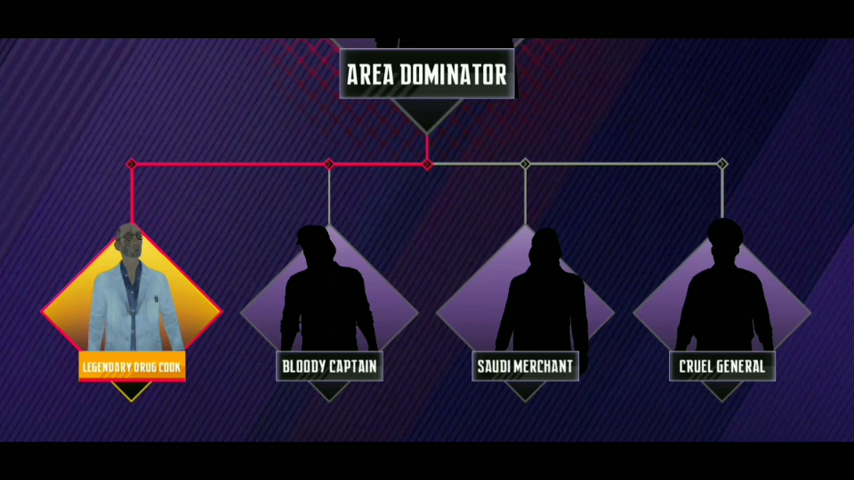 AREA DOMINATOR
LEGENDARY DRUG COOK
BLOODY CAPTAIN
SAUDI MERCHANT
CRUEL GENERAL